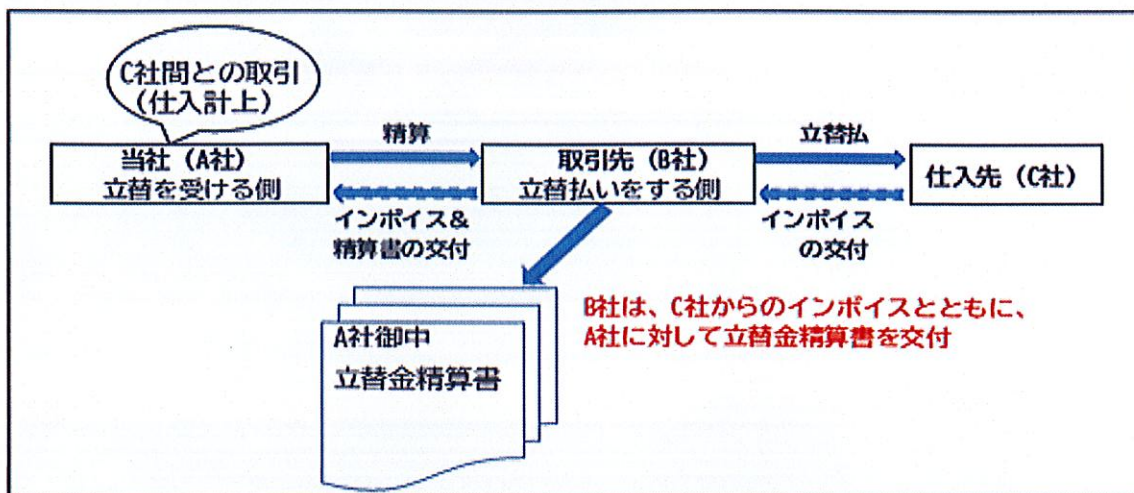 C社間との取引
(仕入計上)
当社（A社）
立替を受ける側
精算
インボイス&
精算書の交付
取引先（B社）
立替払いをする側
立替払
インボイス
の交付
仕入先（C社）
A社御中
立替金精算書
B社は、C社からのインボイスとともに、
A社に対して立替金精算書を交付